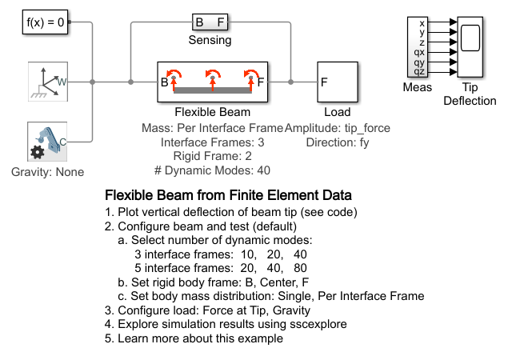 f(x) = 0
B F
Sensing
x
y
z
qx
qy
qz
Meas
Tip
Deflection
W
B F
F
Flexible Beam
Load
Mass: Per Interface Frame
Amplitude: tip_force
Interface Frames: 3
Direction: fy
Rigid Frame: 2
# Dynamic Modes: 40
C
Gravity: None
Flexible Beam from Finite Element Data
1. Plot vertical deflection of beam tip (see code)
2. Configure beam and test (default)
a. Select number of dynamic modes:
3 interface frames: 10, 20, 40
5 interface frames: 20, 40, 80
b. Set rigid body frame: B, Center, F
c. Set body mass distribution: Single, Per Interface Frame
3. Configure load: Force at Tip, Gravity
4. Explore simulation results using sscexplore
5. Learn more about this example